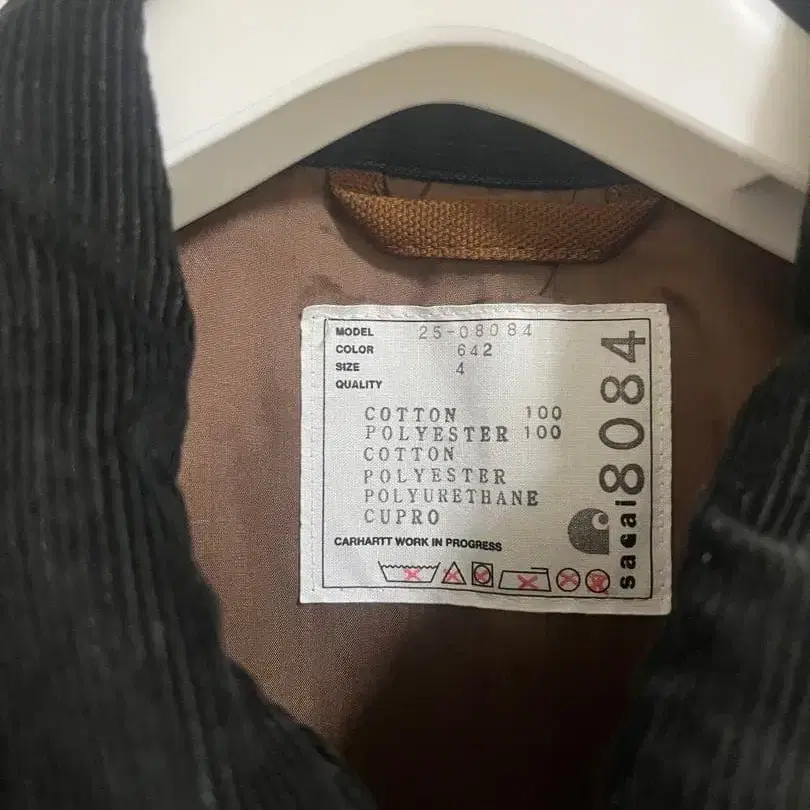 MODEL 25-08084
COLOR 642
SIZE 4
QUALITY
COTTON 100
POLYESTER 100
COTTON
POLYESTER
POLYURETHANE
CUPRO
CARHARTT WORK IN PROGRESS
sacai 8084